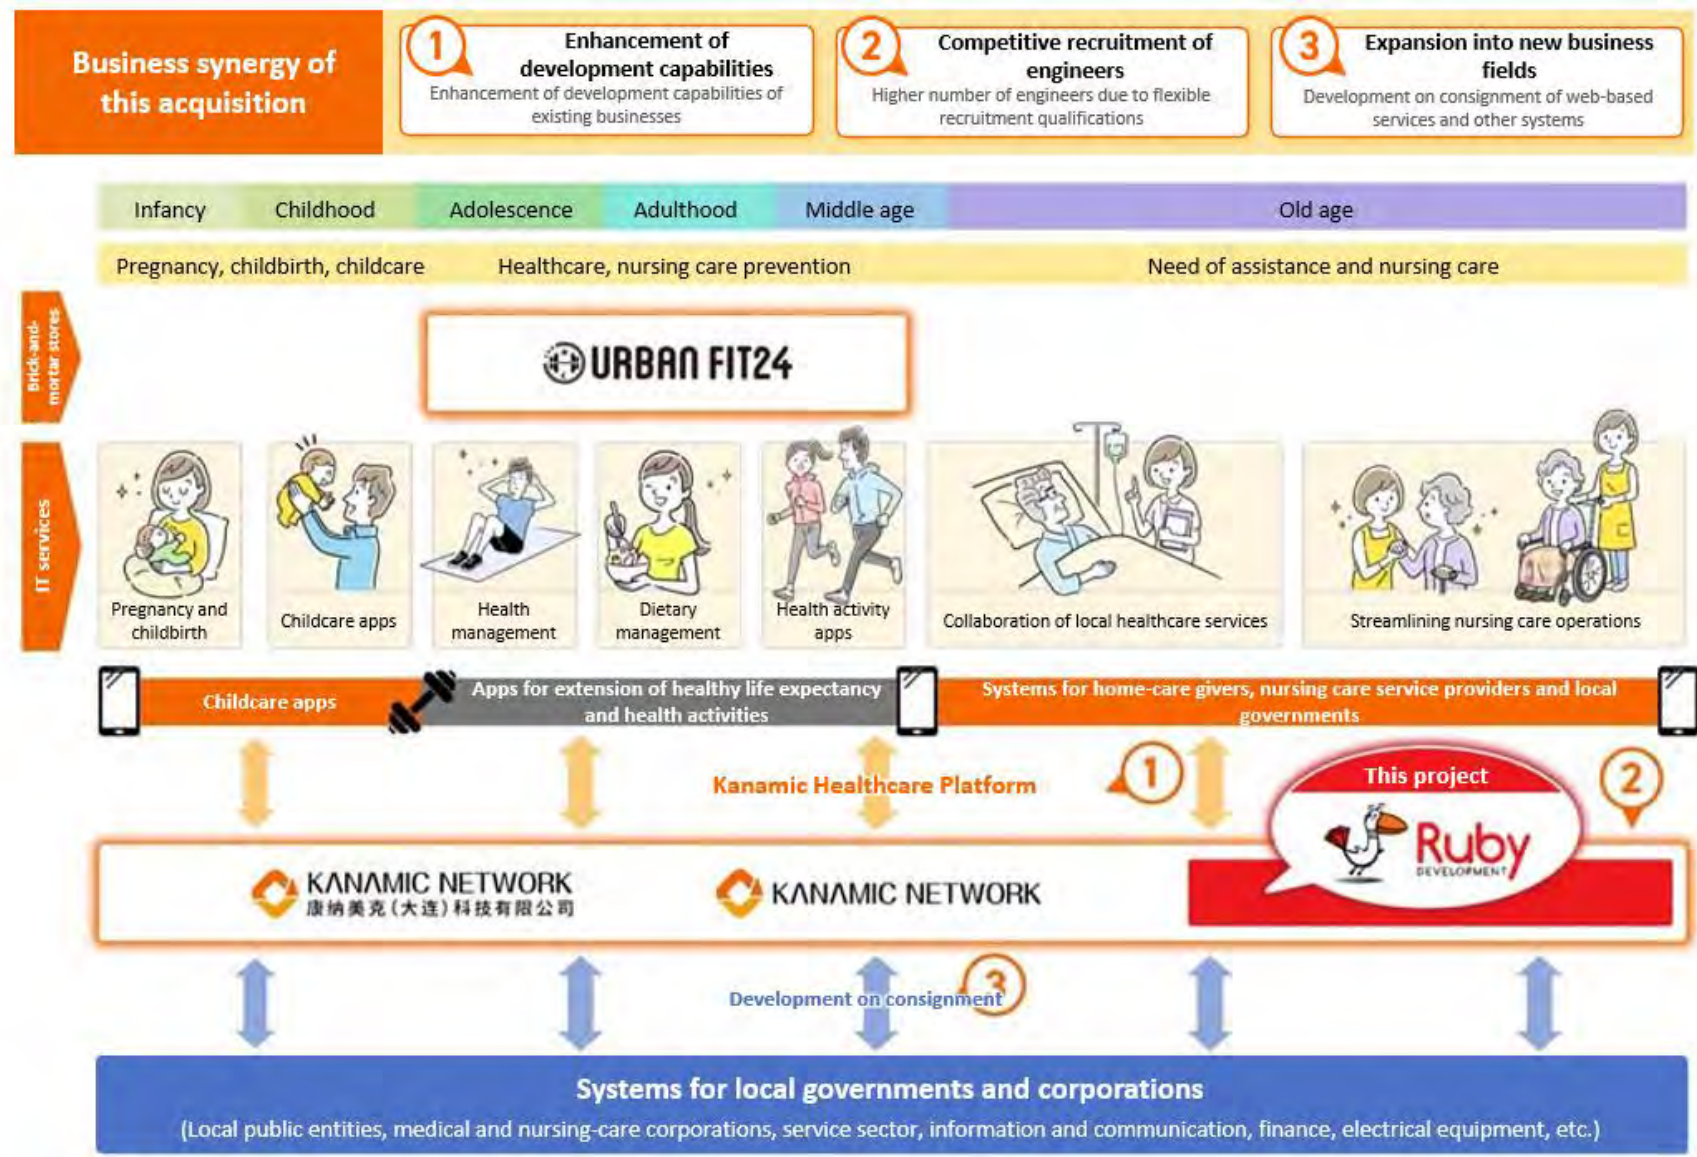 Business synergy of
this acquisition
1
Enhancement of
development capabilities
Enhancement of development capabilities of
existing businesses
2
Competitive recruitment of
engineers
Higher number of engineers due to flexible
recruitment qualifications
3
Expansion into new business
fields
Development on consignment of web-based
services and other systems
Infancy
Childhood
Adolescence
Adulthood
Middle age
Old age
Pregnancy, childbirth, childcare
Healthcare, nursing care prevention
Need of assistance and nursing care
Brick-and-
mortar stores
URBAN FIT24
IT services
Pregnancy and
childbirth
Childcare apps
Health
management
Dietary
management
Health activity
apps
Collaboration of local healthcare services
Streamlining nursing care operations
Childcare apps
Apps for extension of healthy life expectancy
and health activities
Systems for home-care givers, nursing care service providers and local
governments
Kanamic Healthcare Platform
1
This project
2
Ruby
DEVELOPMENT
KANAMIC NETWORK
康纳美克(大连)科技有限公司
KANAMIC NETWORK
Development on consignment
3
Systems for local governments and corporations
(Local public entities, medical and nursing-care corporations, service sector, information and communication, finance, electrical equipment, etc.)